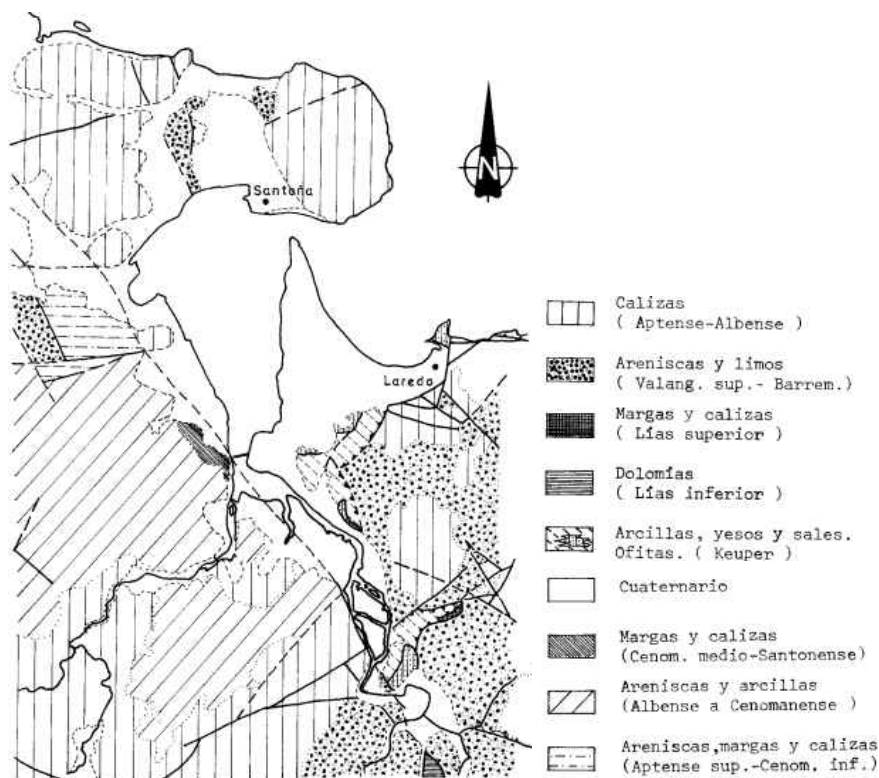 N
Santoña
Laredo
Calizas
( Aptense-Albense )
Areniscas y limos
( Valang. sup.- Barrem.)
Margas y calizas
( Lías superior )
Dolomías
( Lías inferior )
Arcillas, yesos y sales.
Ofitas. ( Keuper )
Cuaternario
Margas y calizas
(Cenom. medio-Santonense)
Areniscas y arcillas
(Albense a Cenomanense )
Areniscas,margas y calizas
(Aptense sup.-Cenom. inf.)